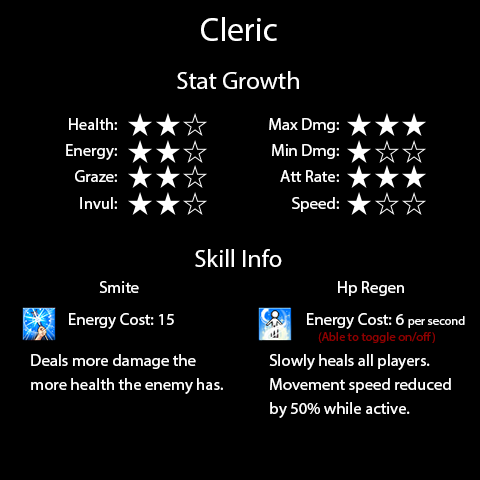 Cleric
Stat Growth
Health: ★★☆
Energy: ★★☆
Graze: ★★☆
Invul: ★★☆
Max Dmg: ★★★
Min Dmg: ★☆☆
Att Rate: ★★★
Speed: ★☆☆
Skill Info
Smite
Energy Cost: 15
Deals more damage the
more health the enemy has.
Hp Regen
Energy Cost: 6 per second
(Able to toggle on/off)
Slowly heals all players.
Movement speed reduced
by 50% while active.